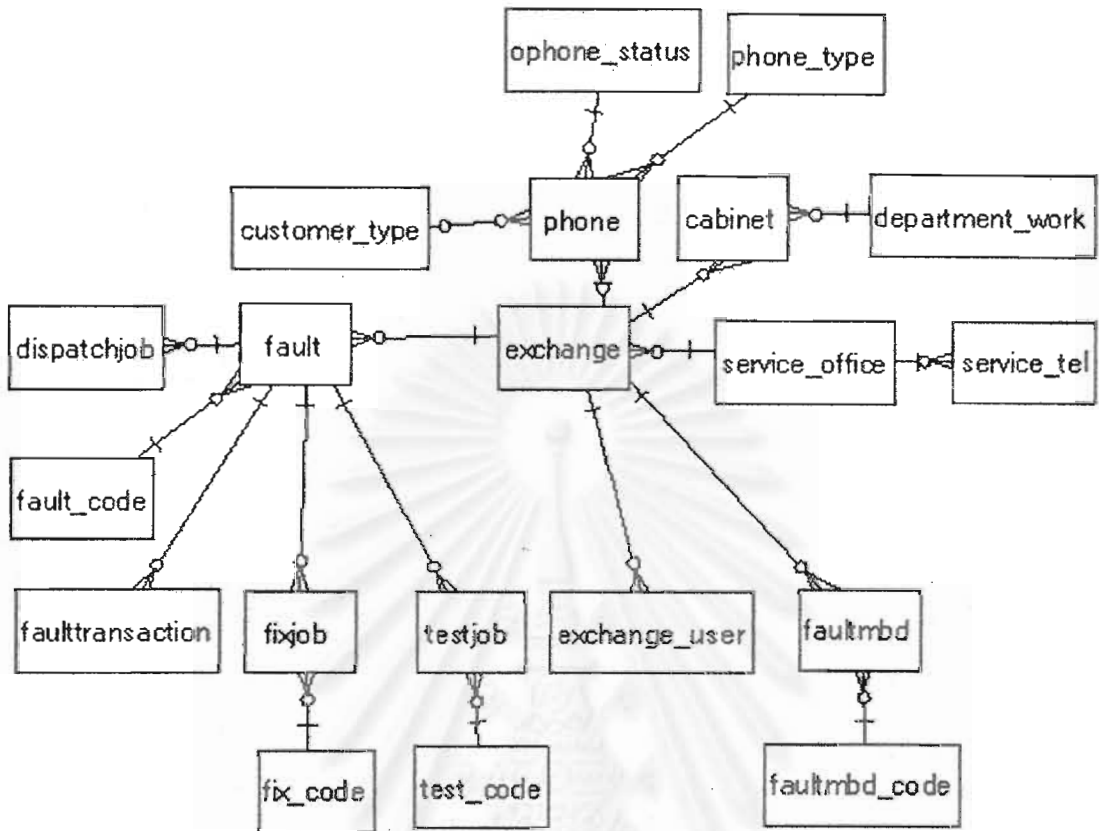 ophone_status
phone_type
customer_type
phone
cabinet
department_work
dispatchjob
fault
exchange
service_office
service_tel
fault_code
faulttransaction
fixjob
testjob
exchange_user
faultmbd
fix_code
test_code
faultmbd_code